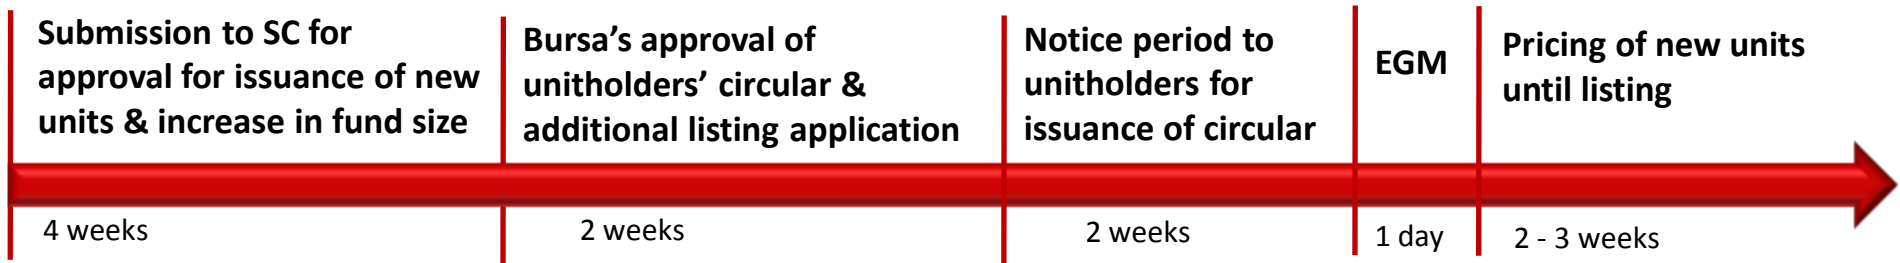 Submission to SC for
approval for issuance of new
units & increase in fund size
Bursa’s approval of
unitholders’ circular &
additional listing application
Notice period to
unitholders for
issuance of circular
EGM
Pricing of new units
until listing
4 weeks
2 weeks
2 weeks
1 day
2 - 3 weeks